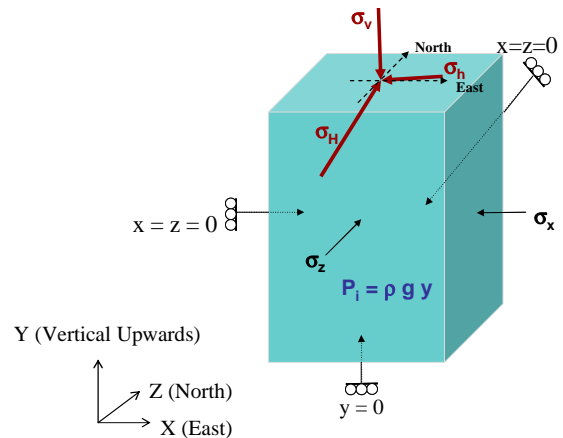 σv
North
x=z=0
σh
East
σH
x = z = 0
σx
σz
Pi = ρ g y
Y (Vertical Upwards)
Z (North)
X (East)
y = 0